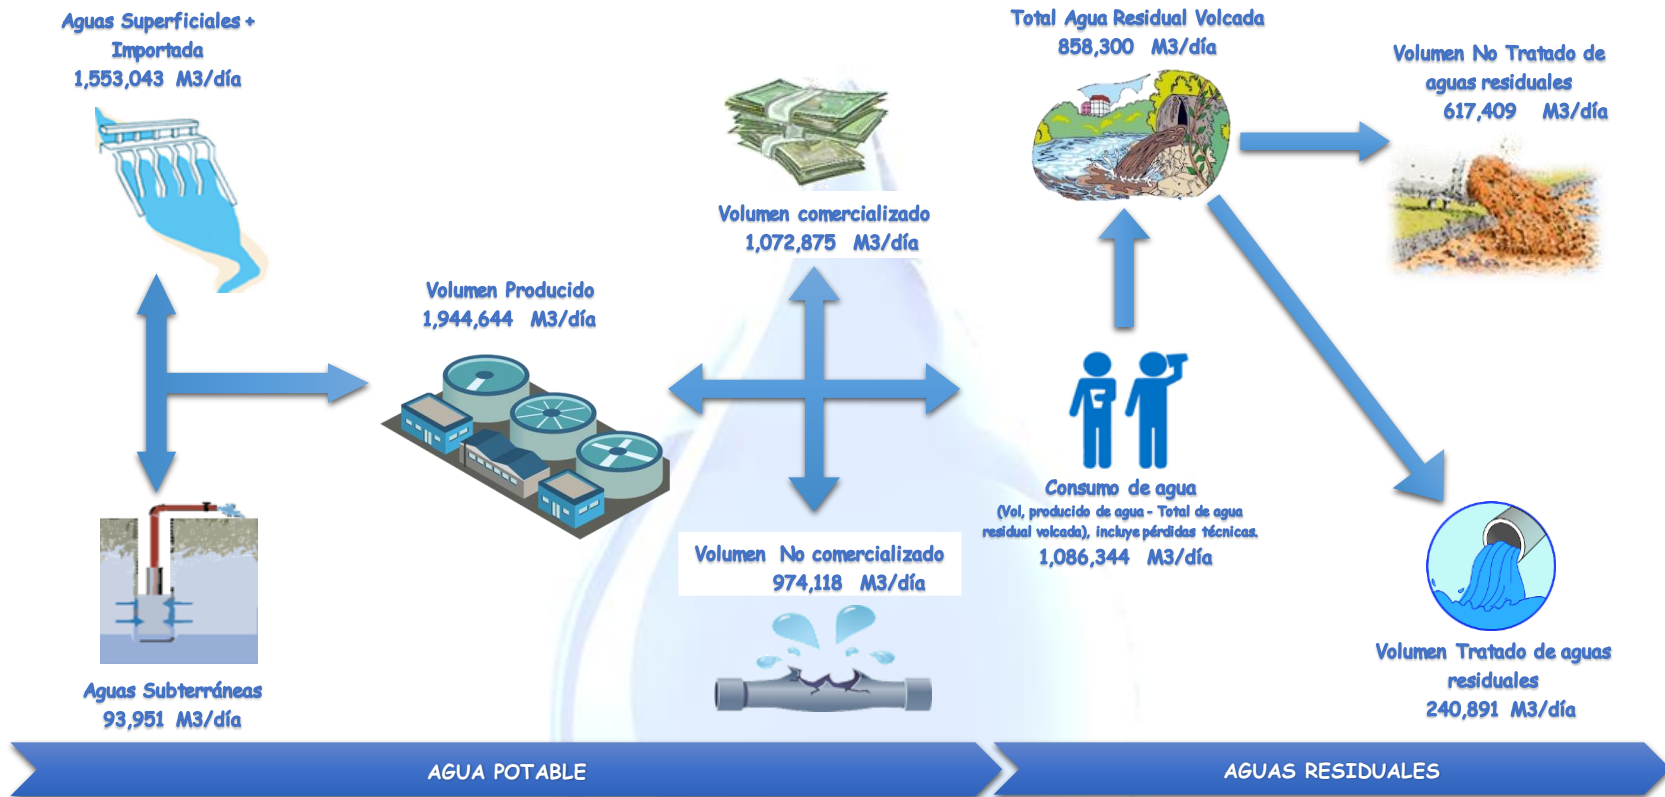 Aguas Superficiales +
Importada
1,553,043 M3/día
Aguas Subterráneas
93,951 M3/día
Volumen Producido
1,944,644 M3/día
Volumen comercializado
1,072,875 M3/día
Volumen No comercializado
974,118 M3/día
Total Agua Residual Volcada
858,300 M3/día
Consumo de agua
(Vol, producido de agua - Total de agua
residual volcada), incluye pérdidas técnicas.
1,086,344 M3/día
Volumen No Tratado de
aguas residuales
617,409 M3/día
Volumen Tratado de aguas
residuales
240,891 M3/día
AGUA POTABLE
AGUAS RESIDUALES